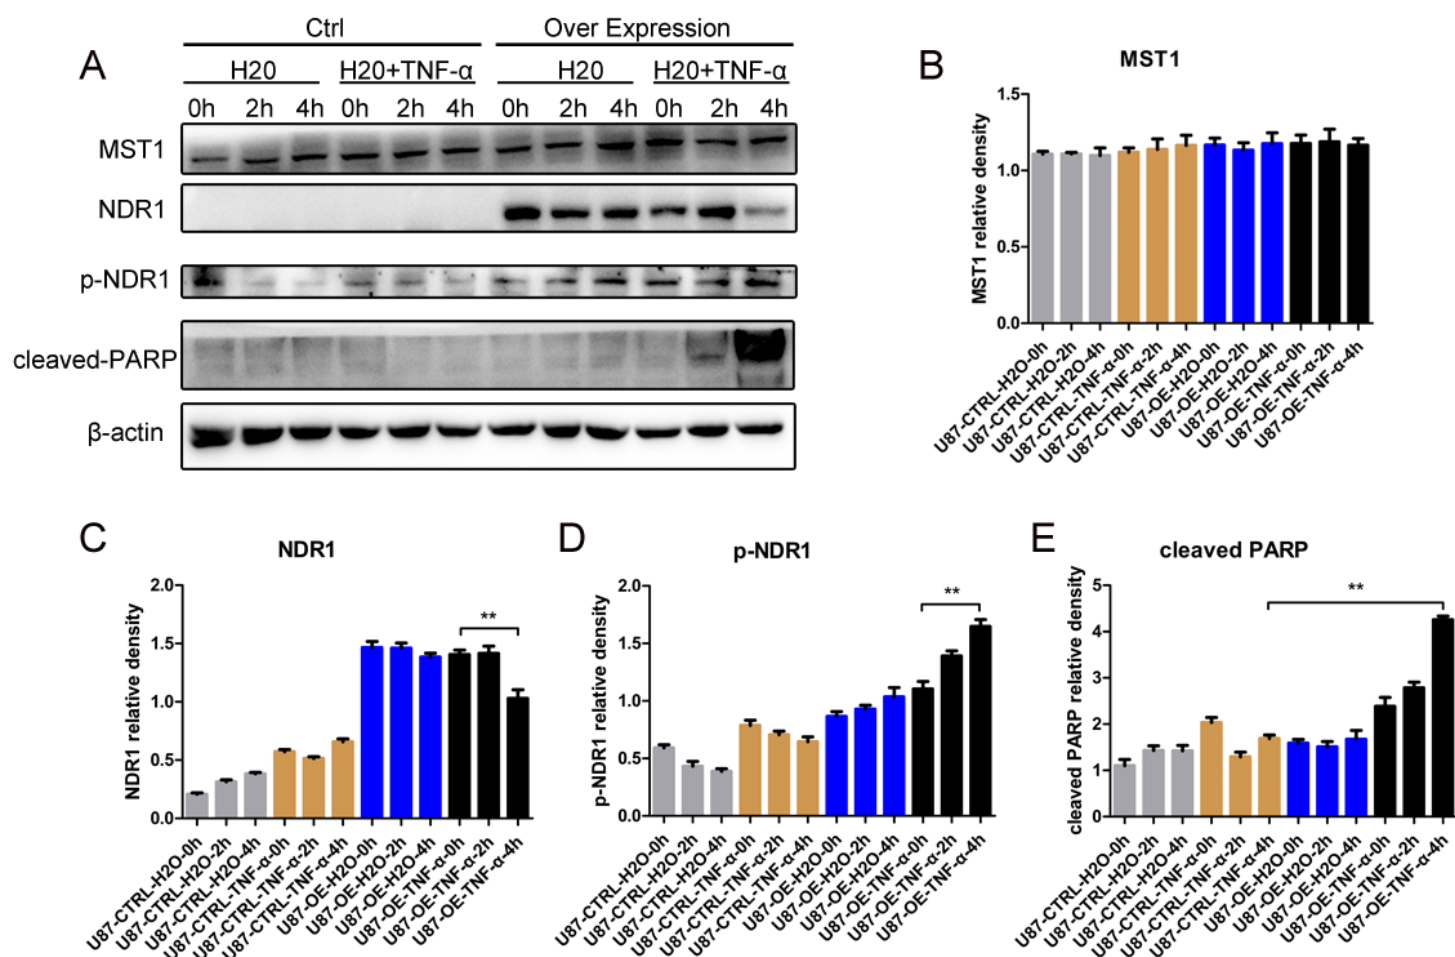 Ctrl Over Expression
A H20 H20+TNF-α H20 H20+TNF-α
0h 2h 4h 0h 2h 4h 0h 2h 4h 0h 2h 4h
MST1
NDR1
p-NDR1
cleaved-PARP
β-actin
B MST1
MST1 relative density
1.5
1.0
0.5
0.0
U87-CTRL-H2O-0h
U87-CTRL-H2O-2h
U87-CTRL-H2O-4h
U87-CTRL-TNF-α-0h
U87-CTRL-TNF-α-2h
U87-CTRL-TNF-α-4h
U87-OE-H2O-0h
U87-OE-H2O-2h
U87-OE-H2O-4h
U87-OE-TNF-α-0h
U87-OE-TNF-α-2h
U87-OE-TNF-α-4h
C NDR1
NDR1 relative density
2.0
1.5
1.0
0.5
0.0
**
U87-CTRL-H2O-0h
U87-CTRL-H2O-2h
U87-CTRL-H2O-4h
U87-CTRL-TNF-α-0h
U87-CTRL-TNF-α-2h
U87-CTRL-TNF-α-4h
U87-OE-H2O-0h
U87-OE-H2O-2h
U87-OE-H2O-4h
U87-OE-TNF-α-0h
U87-OE-TNF-α-2h
U87-OE-TNF-α-4h
D p-NDR1
p-NDR1 relative density
2.0
1.5
1.0
0.5
0.0
**
U87-CTRL-H2O-0h
U87-CTRL-H2O-2h
U87-CTRL-H2O-4h
U87-CTRL-TNF-α-0h
U87-CTRL-TNF-α-2h
U87-CTRL-TNF-α-4h
U87-OE-H2O-0h
U87-OE-H2O-2h
U87-OE-H2O-4h
U87-OE-TNF-α-0h
U87-OE-TNF-α-2h
U87-OE-TNF-α-4h
E cleaved PARP
cleaved PARP relative density
5
4
3
2
1
0
**
U87-CTRL-H2O-0h
U87-CTRL-H2O-2h
U87-CTRL-H2O-4h
U87-CTRL-TNF-α-0h
U87-CTRL-TNF-α-2h
U87-CTRL-TNF-α-4h
U87-OE-H2O-0h
U87-OE-H2O-2h
U87-OE-H2O-4h
U87-OE-TNF-α-0h
U87-OE-TNF-α-2h
U87-OE-TNF-α-4h